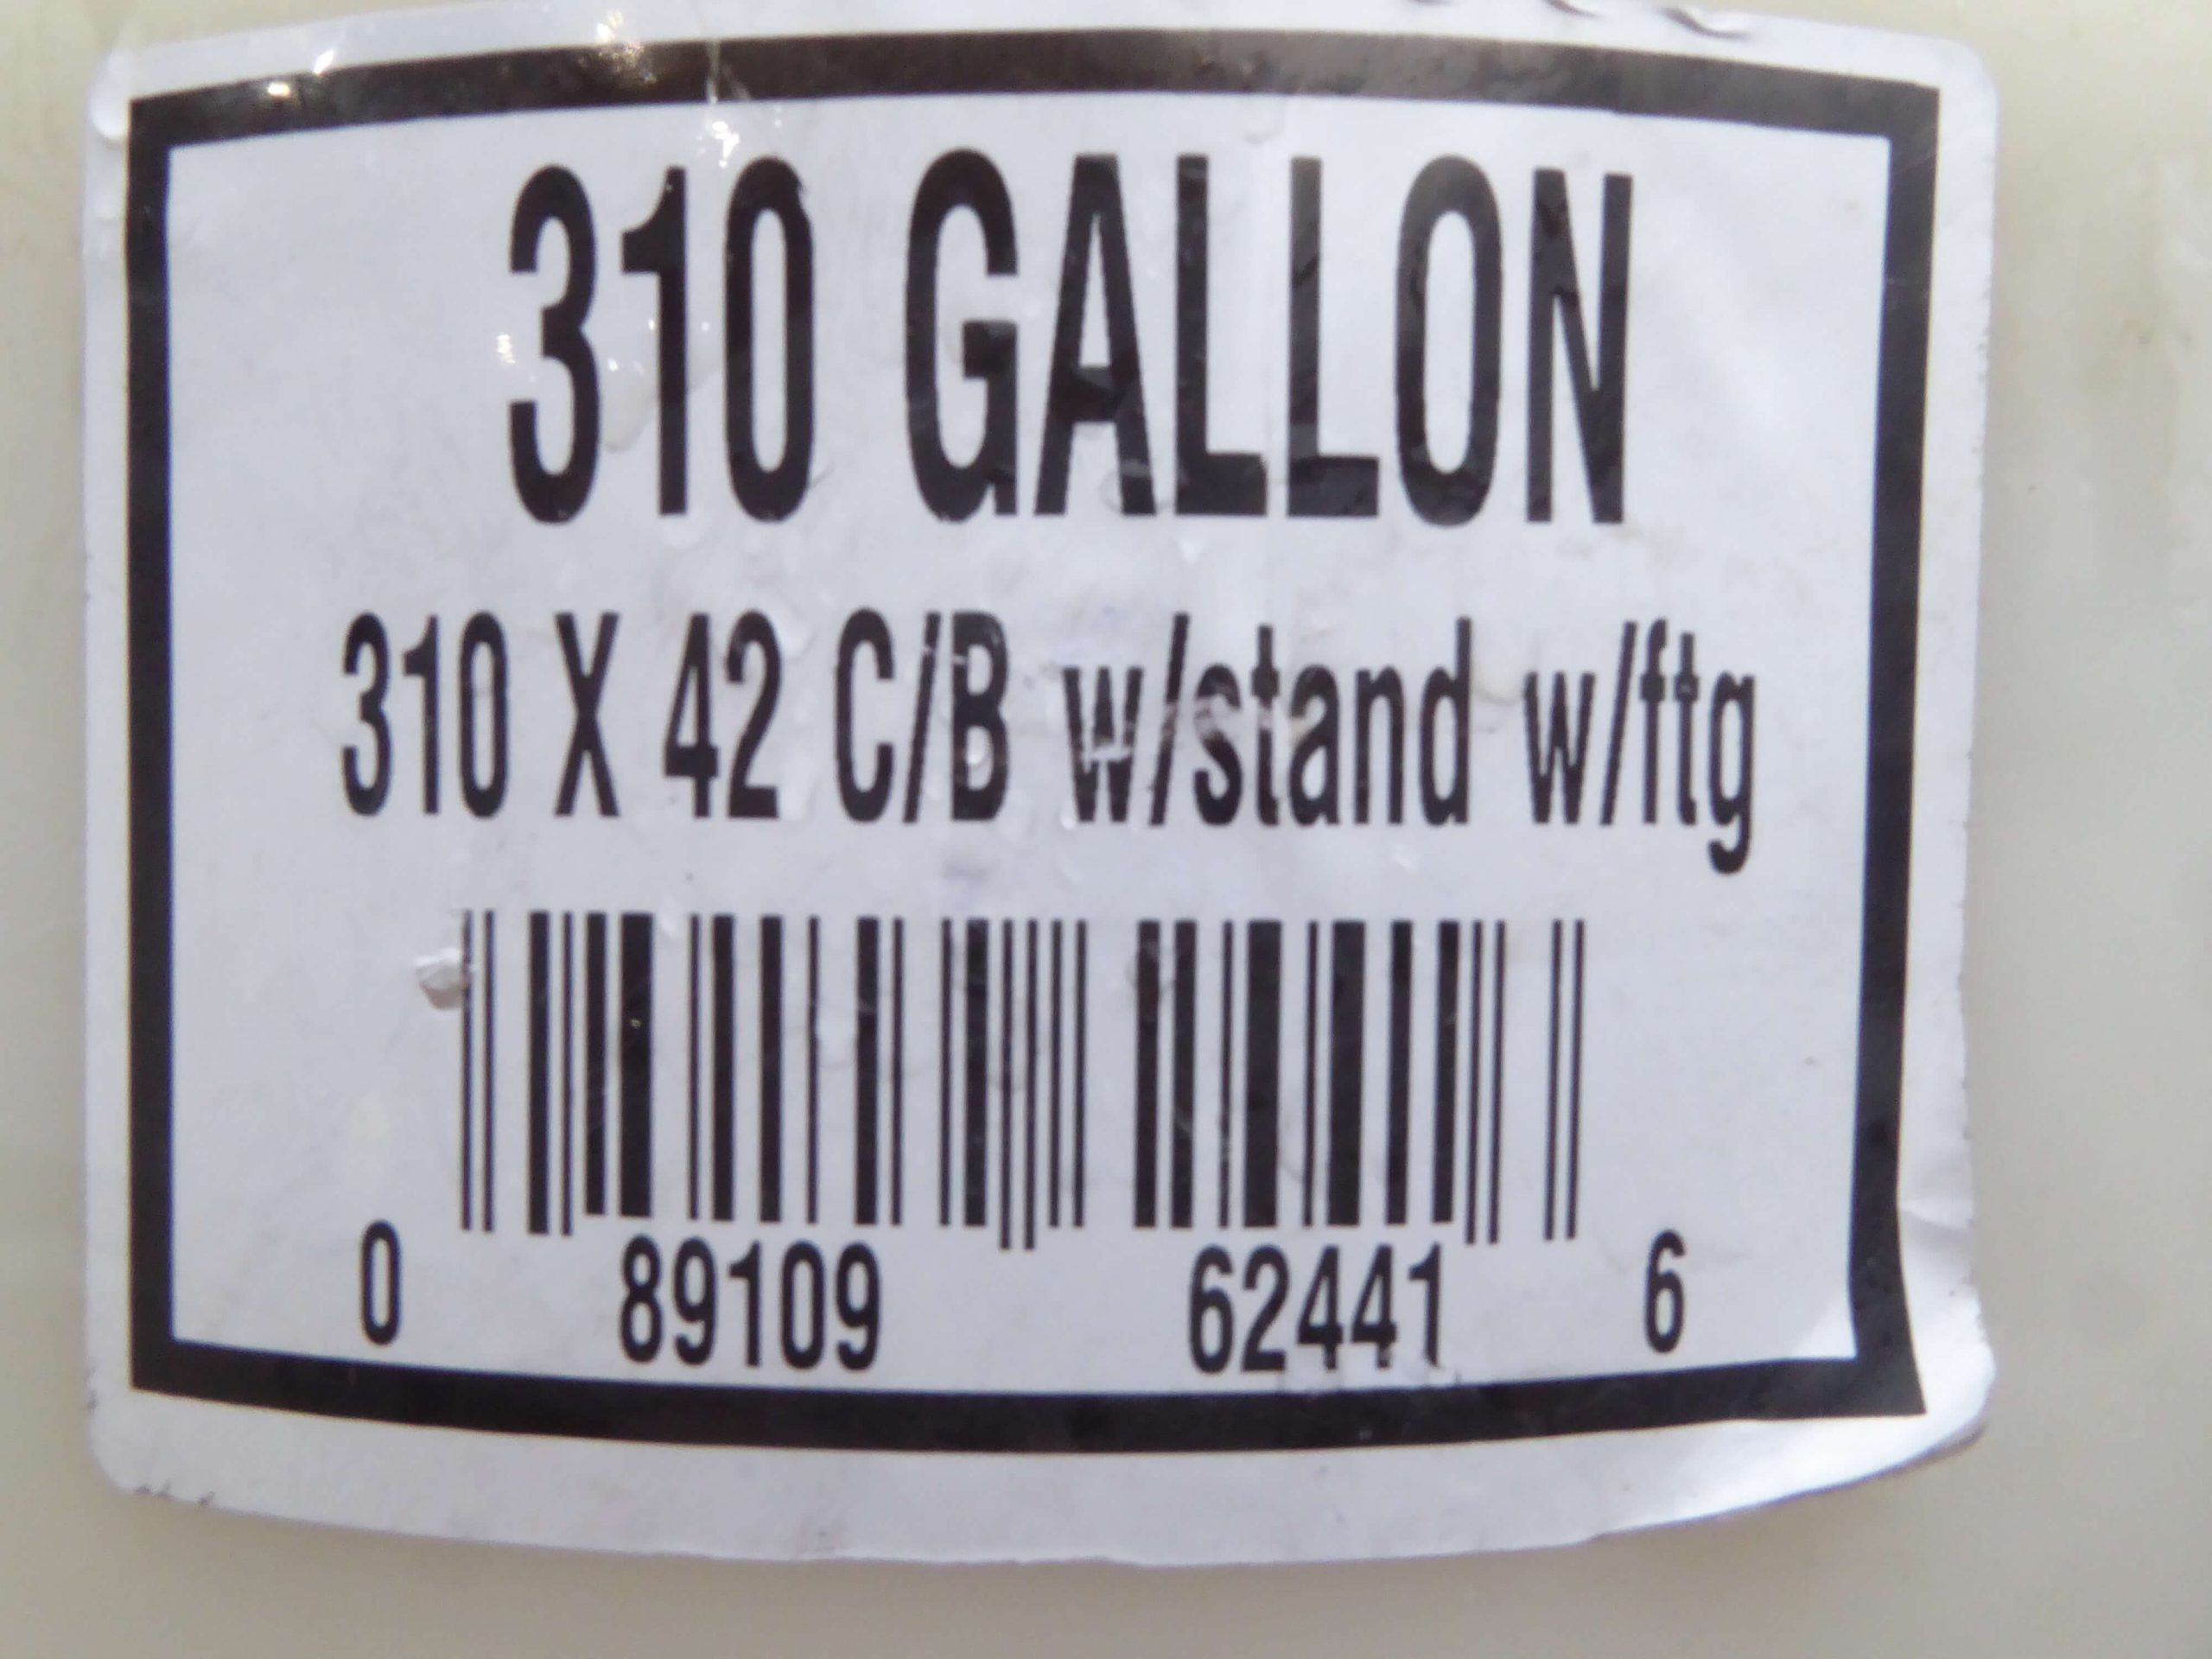 310 GALLON
310 X 42 C/B w/stand w/ftg
0 89109 62441 6